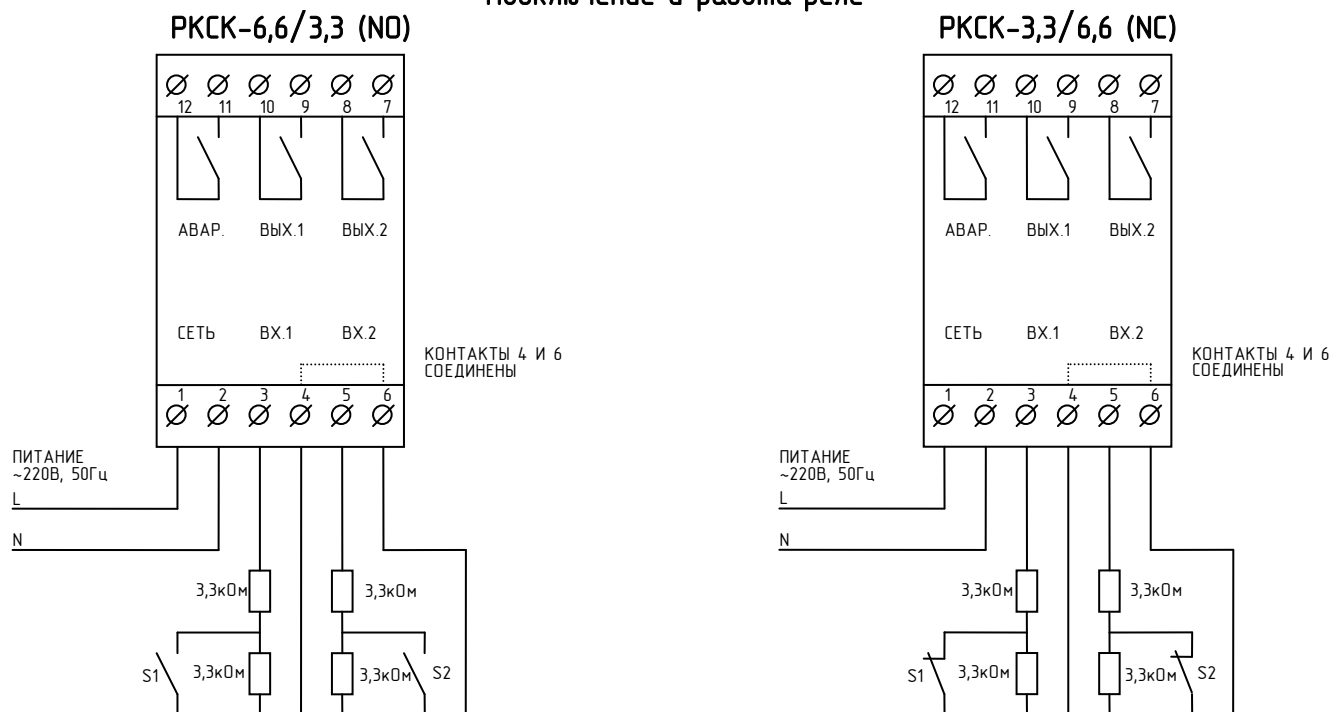 Подключение и работа реле
РКСК-6,6/3,3 (NO)
12 11 10 9 8 7
АВАР. ВЫХ.1 ВЫХ.2
СЕТЬ ВХ.1 ВХ.2
КОНТАКТЫ 4 И 6
СОЕДИНЕНЫ
1 2 3 4 5 6
ПИТАНИЕ
~220В, 50Гц
L
N
3,3кОм 3,3кОм
S1 3,3кОм 3,3кОм S2
РКСК-3,3/6,6 (NC)
12 11 10 9 8 7
АВАР. ВЫХ.1 ВЫХ.2
СЕТЬ ВХ.1 ВХ.2
КОНТАКТЫ 4 И 6
СОЕДИНЕНЫ
1 2 3 4 5 6
ПИТАНИЕ
~220В, 50Гц
L
N
3,3кОм 3,3кОм
S1 3,3кОм 3,3кОм S2